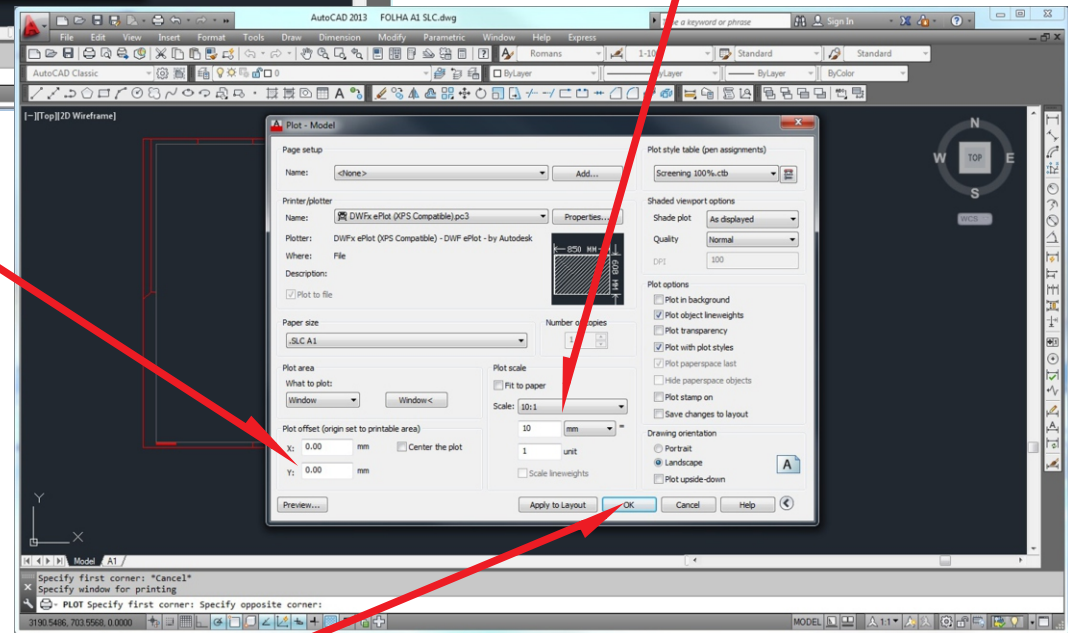 AutoCAD 2013 FOLHA A1 SLC.dwg
a keyword or phrase
Sign In
File Edit View Insert Format Tools Draw Dimension Modify Parametric Window Help Express
Romans
1-10
Standard
Standard
AutoCAD Classic
0
ByLayer
ByLayer
ByColor
[-][Top][2D Wireframe]
N
W
TOP
E
S
WCS
Plot - Model
Page setup
Name: <None> Add...
Printer/plotter
Name: DWFx ePlot (XPS Compatible).pc3 Properties...
Plotter: DWFx ePlot (XPS Compatible) - DWF ePlot - by Autodesk
Where: File
Description:
Plot to file
850 MM
608 MM
Paper size
.SLC A1
Number of copies
1
Plot area
What to plot:
Window Window<
Plot scale
Fit to paper
Scale: 10:1
10 mm =
1 unit
Scale lineweights
Plot offset (origin set to printable area)
X: 0.00 mm Center the plot
Y: 0.00 mm
Plot style table (pen assignments)
Screening 100%.ctb
Shaded viewport options
Shade plot As displayed
Quality Normal
DPI 100
Plot options
Plot in background
Plot object lineweights
Plot transparency
Plot with plot styles
Plot paperspace last
Hide paperspace objects
Plot stamp on
Save changes to layout
Drawing orientation
Portrait
Landscape
Plot upside-down
A
Preview... Apply to Layout OK Cancel Help
Y
X
Model A1
Specify first corner: *Cancel*
Specify window for printing
PLOT Specify first corner: Specify opposite corner:
3190.5486, 703.5568, 0.0000
MODEL 1:1